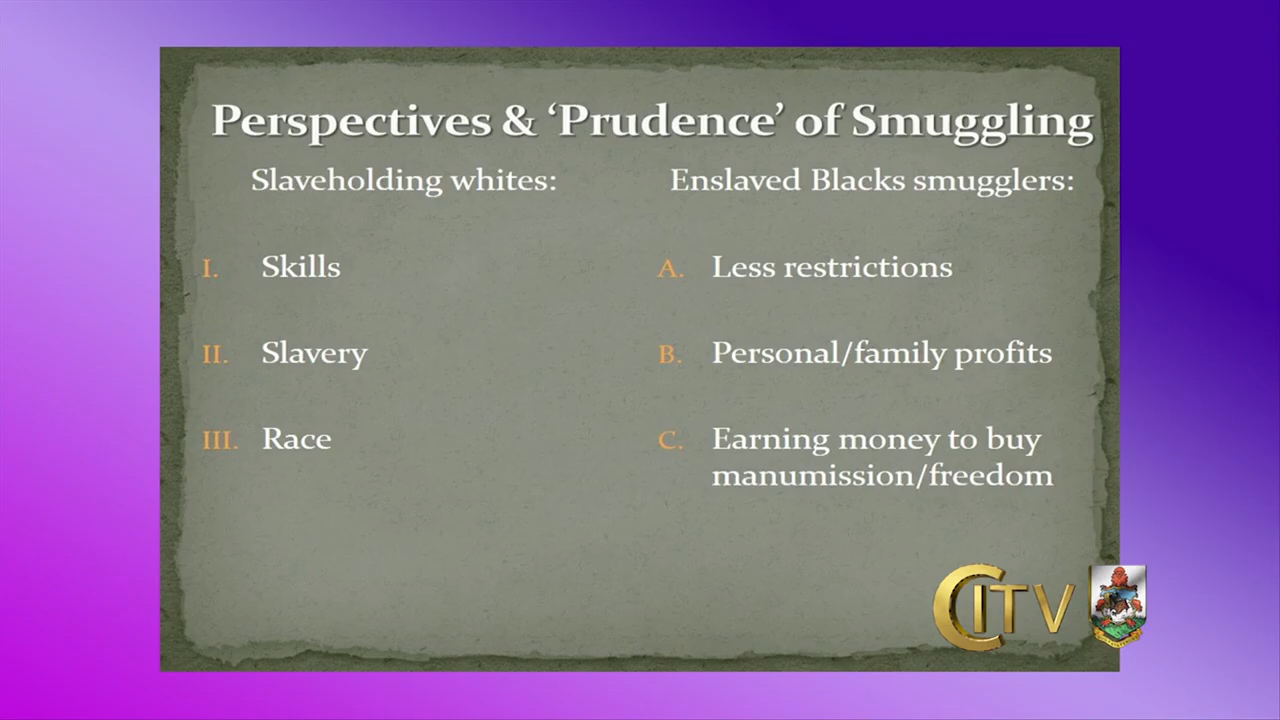 Perspectives & ‘Prudence’ of Smuggling
Slaveholding whites:
I. Skills
II. Slavery
III. Race
Enslaved Blacks smugglers:
A. Less restrictions
B. Personal/family profits
C. Earning money to buy
manumission/freedom
CITV